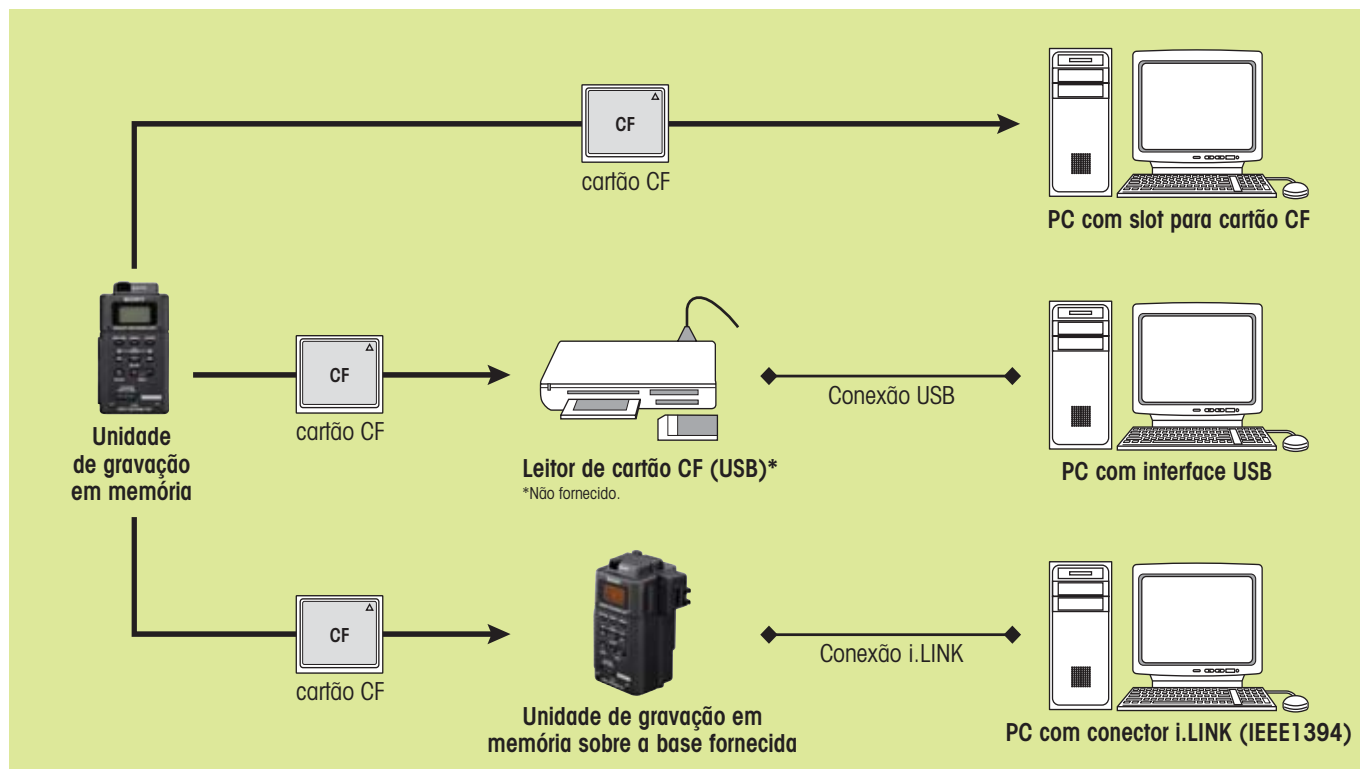 CF
cartão CF
PC com slot para cartão CF
CF
cartão CF
Unidade
de gravação
em memória
Leitor de cartão CF (USB)*
*Não fornecido.
Conexão USB
PC com interface USB
CF
cartão CF
Unidade de gravação em
memória sobre a base fornecida
Conexão i.LINK
PC com conector i.LINK (IEEE1394)